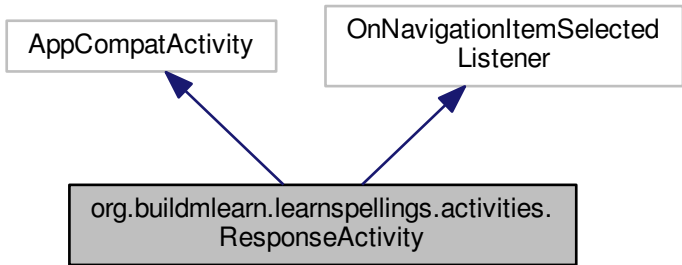 AppCompatActivity
OnNavigationItemSelected
Listener
org.buildmlearn.learnspellings.activities.
ResponseActivity